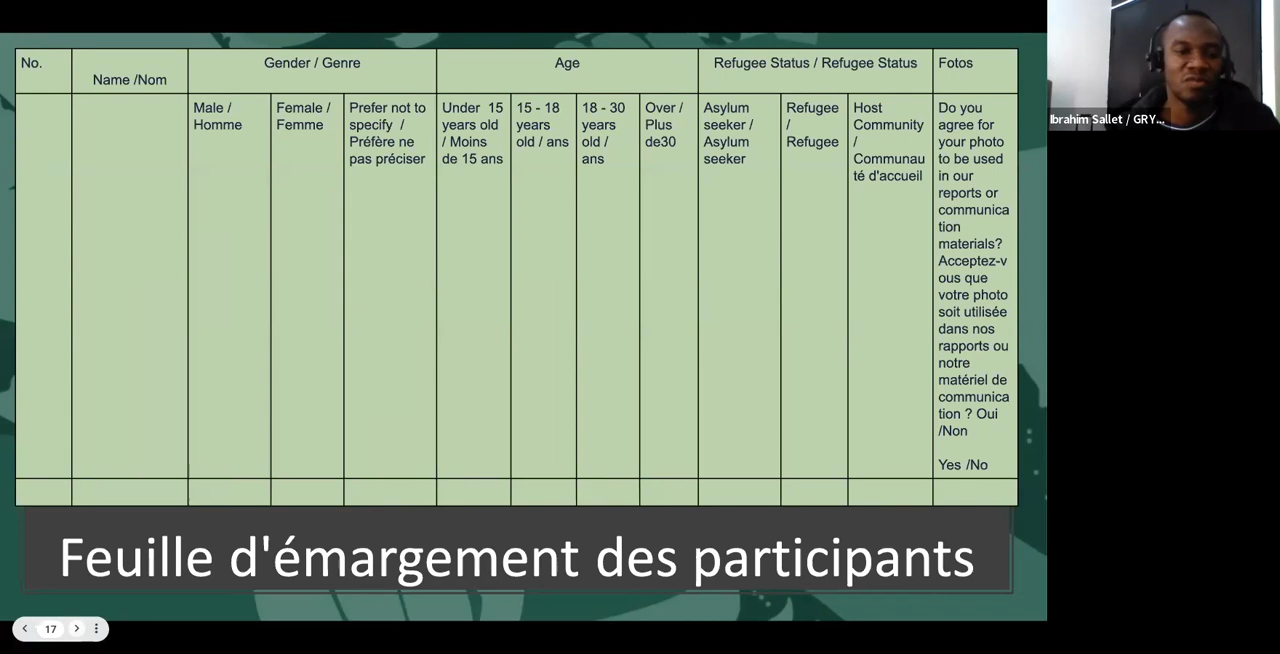 No.
Name /Nom
Gender / Genre
Age
Refugee Status / Refugee Status
Fotos
Male /
Homme
Female /
Femme
Prefer not to
specify  /
Préfère ne
pas préciser
Under  15
years old
/ Moins
de 15 ans
15 - 18
years
old / ans
18 - 30
years
old /
ans
Over /
Plus
de30
Asylum
seeker /
Asylum
seeker
Refugee
/
Refugee
Host
Community
/
Communau
té d'accueil
Do you
agree for
your photo
to be used
in our
reports or
communica
tion
materials?
Acceptez-v
ous que
votre photo
soit utilisée
dans nos
rapports ou
notre
matériel de
communica
tion ? Oui
/Non
Yes /No
Feuille d'émargement des participants
17
Ibrahim Sallet / GRY...